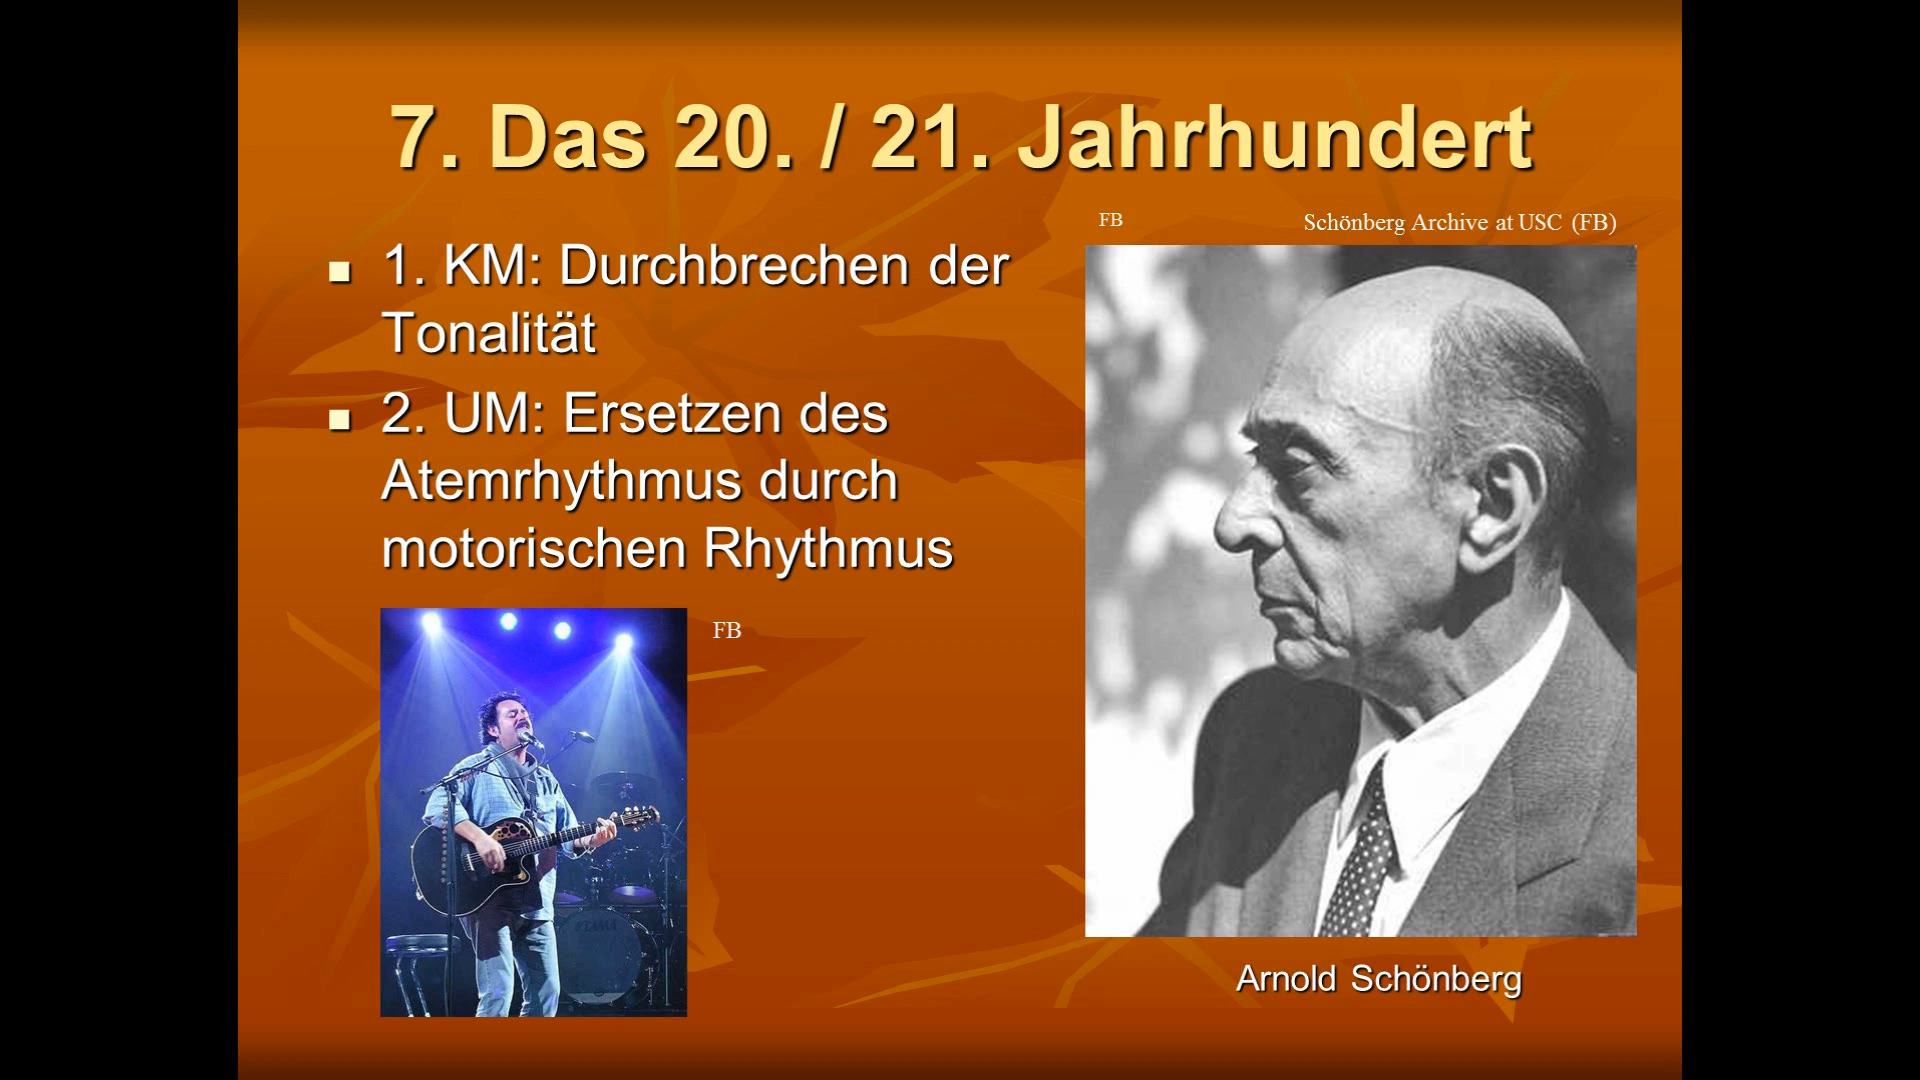 7. Das 20. / 21. Jahrhundert
1. KM: Durchbrechen der
Tonalität
2. UM: Ersetzen des
Atemrhythmus durch
motorischen Rhythmus
FB
FB
Schönberg Archive at USC (FB)
TAMA
Arnold Schönberg